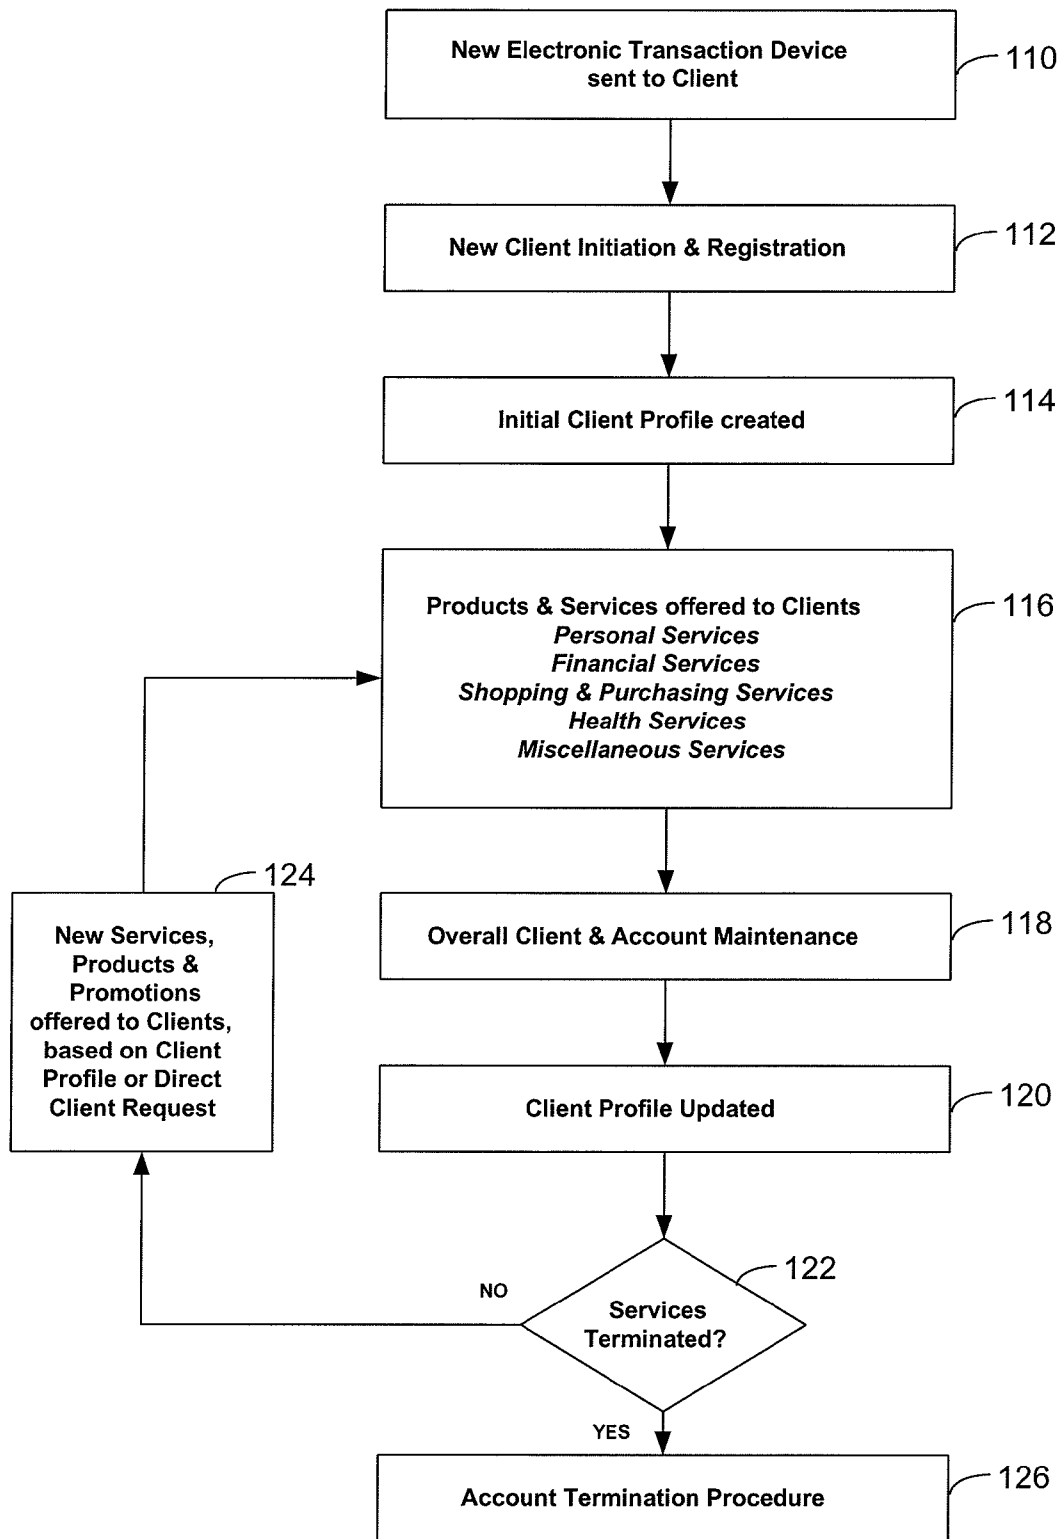 New Electronic Transaction Device
sent to Client
110
New Client Initiation & Registration
112
Initial Client Profile created
114
Products & Services offered to Clients
Personal Services
Financial Services
Shopping & Purchasing Services
Health Services
Miscellaneous Services
116
124
New Services,
Products &
Promotions
offered to Clients,
based on Client
Profile or Direct
Client Request
Overall Client & Account Maintenance
118
Client Profile Updated
120
122
NO
Services
Terminated?
YES
Account Termination Procedure
126